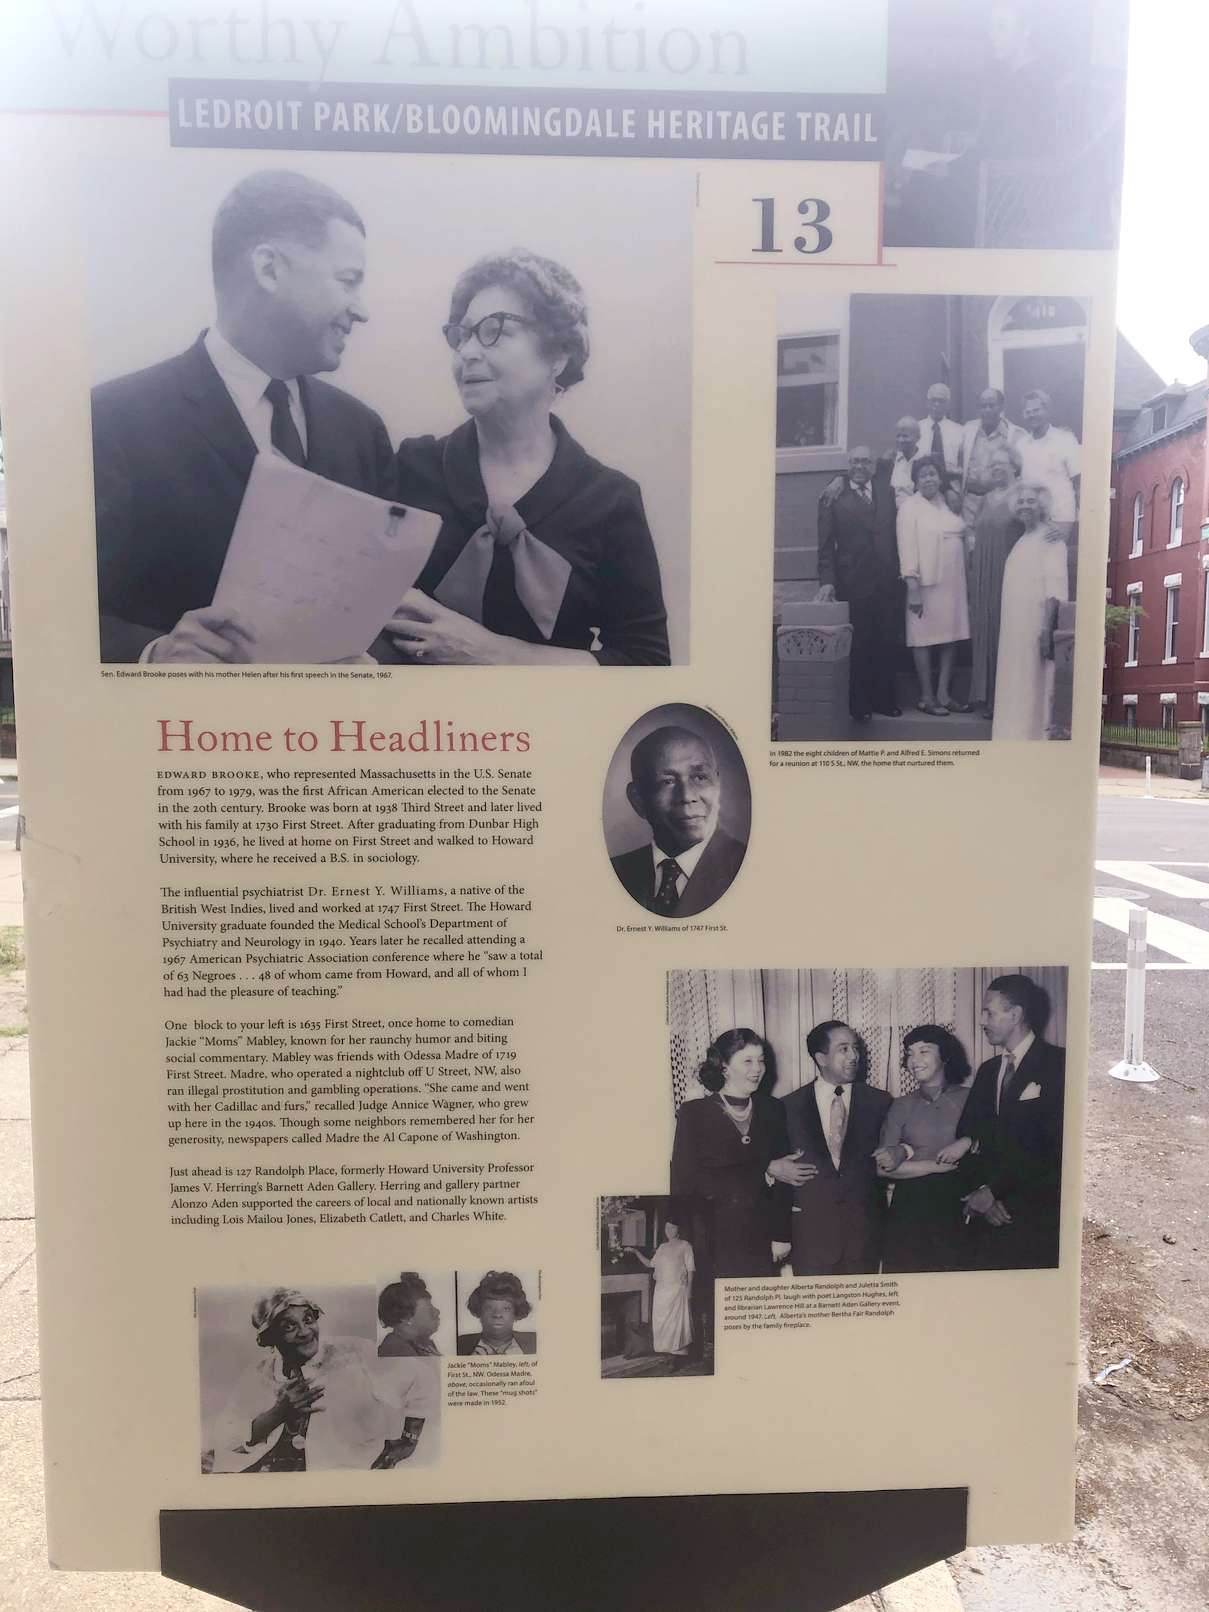 Worthy Ambition
LEDROIT PARK/BLOOMINGDALE HERITAGE TRAIL
13
Sen. Edward Brooke poses with his mother Helen after his first speech in the Senate, 1967.
In 1982 the eight children of Mattie P. and Alfred E. Simons returned
for a reunion at 110 S St., NW, the home that nurtured them.
Home to Headliners
EDWARD BROOKE, who represented Massachusetts in the U.S. Senate
from 1967 to 1979, was the first African American elected to the Senate
in the 20th century. Brooke was born at 1938 Third Street and later lived
with his family at 1730 First Street. After graduating from Dunbar High
School in 1936, he lived at home on First Street and walked to Howard
University, where he received a B.S. in sociology.
The influential psychiatrist Dr. Ernest Y. Williams, a native of the
British West Indies, lived and worked at 1747 First Street. The Howard
University graduate founded the Medical School's Department of
Psychiatry and Neurology in 1940. Years later he recalled attending a
1967 American Psychiatric Association conference where he "saw a total
of 63 Negroes . . . 48 of whom came from Howard, and all of whom I
had had the pleasure of teaching."
One block to your left is 1635 First Street, once home to comedian
Jackie "Moms" Mabley, known for her raunchy humor and biting
social commentary. Mabley was friends with Odessa Madre of 1719
First Street. Madre, who operated a nightclub off U Street, NW, also
ran illegal prostitution and gambling operations. "She came and went
with her Cadillac and furs," recalled Judge Annice Wagner, who grew
up here in the 1940s. Though some neighbors remembered her for her
generosity, newspapers called Madre the Al Capone of Washington.
Just ahead is 127 Randolph Place, formerly Howard University Professor
James V. Herring's Barnett Aden Gallery. Herring and gallery partner
Alonzo Aden supported the careers of local and nationally known artists
including Lois Mailou Jones, Elizabeth Catlett, and Charles White.
Dr. Ernest Y. Williams of 1747 First St.
Mother and daughter Alberta Randolph and Juletta Smith
of 125 Randolph Pl. laugh with poet Langston Hughes, left,
and librarian Lawrence Hill at a Barnett Aden Gallery event,
around 1947. Left, Alberta's mother Bertha Fair Randolph
poses by the family fireplace.
Jackie "Moms" Mabley, left, of
First St., NW. Odessa Madre,
above, occasionally ran afoul
of the law. These "mug shots"
were made in 1952.